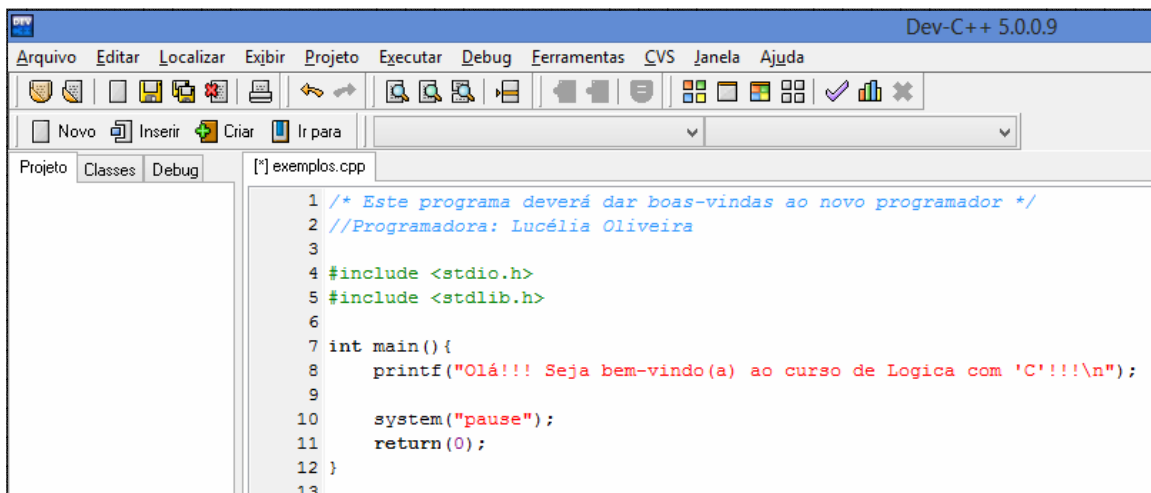 DEV
Dev-C++ 5.0.0.9
Arquivo Editar Localizar Exibir Projeto Executar Debug Ferramentas CVS Janela Ajuda
Novo Inserir Criar Ir para
Projeto Classes Debug [*] exemplos.cpp
1 /* Este programa deverá dar boas-vindas ao novo programador */
2 //Programadora: Lucélia Oliveira
3
4 #include <stdio.h>
5 #include <stdlib.h>
6
7 int main(){
8 printf("Olá!!! Seja bem-vindo(a) ao curso de Logica com 'C'!!!\n");
9
10 system("pause");
11 return(0);
12 }
13